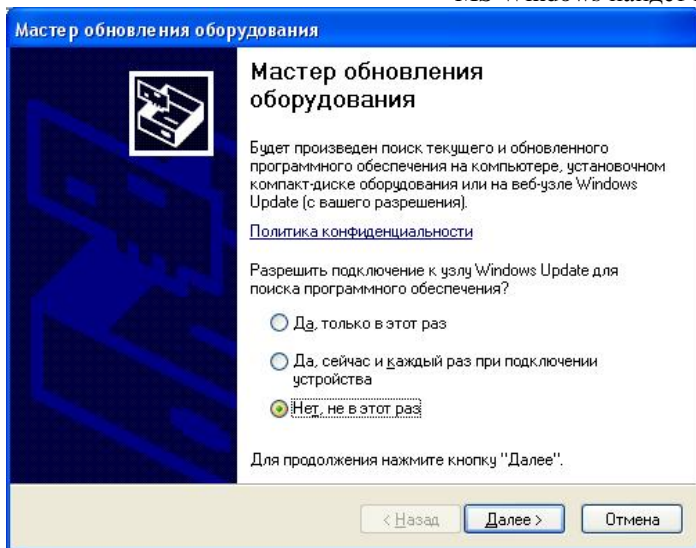 MS Windows найдет
Мастер обновления оборудования
Мастер обновления
оборудования
Будет произведен поиск текущего и обновленного
программного обеспечения на компьютере, установочном
компакт-диске оборудования или на веб-узле Windows
Update (с вашего разрешения).
Политика конфиденциальности
Разрешить подключение к узлу Windows Update для
поиска программного обеспечения?
Да, только в этот раз
Да, сейчас и каждый раз при подключении
устройства
Нет, не в этот раз
Для продолжения нажмите кнопку "Далее".
< Назад Далее > Отмена